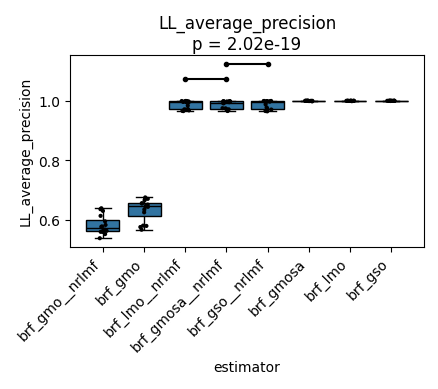 LL_average_precision
p = 2.02e-19
LL_average_precision
1.0
0.8
0.6
brf_gmo__nrlmf
brf_gmo
brf_lmo__nrlmf
brf_gmosa__nrlmf
brf_gso__nrlmf
brf_gmosa
brf_lmo
brf_gso
estimator